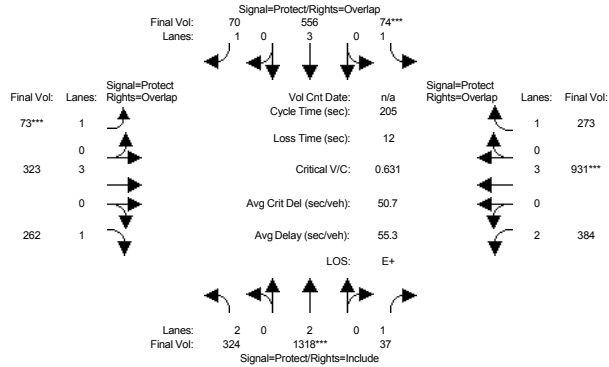 Signal=Protect/Rights=Overlap
Final Vol: 70 556 74***
Lanes: 1 0 3 0 1
Signal=Protect Signal=Protect
Final Vol: Lanes: Rights=Overlap Vol Cnt Date: n/a Rights=Overlap Lanes: Final Vol:
Cycle Time (sec): 205
73*** 1 1 273
Loss Time (sec): 12
0 0
323 3 Critical V/C: 0.631 3 931***
0 Avg Crit Del (sec/veh): 50.7 0
262 1 Avg Delay (sec/veh): 55.3 2 384
LOS: E+
Lanes: 2 0 2 0 1
Final Vol: 324 1318*** 37
Signal=Protect/Rights=Include